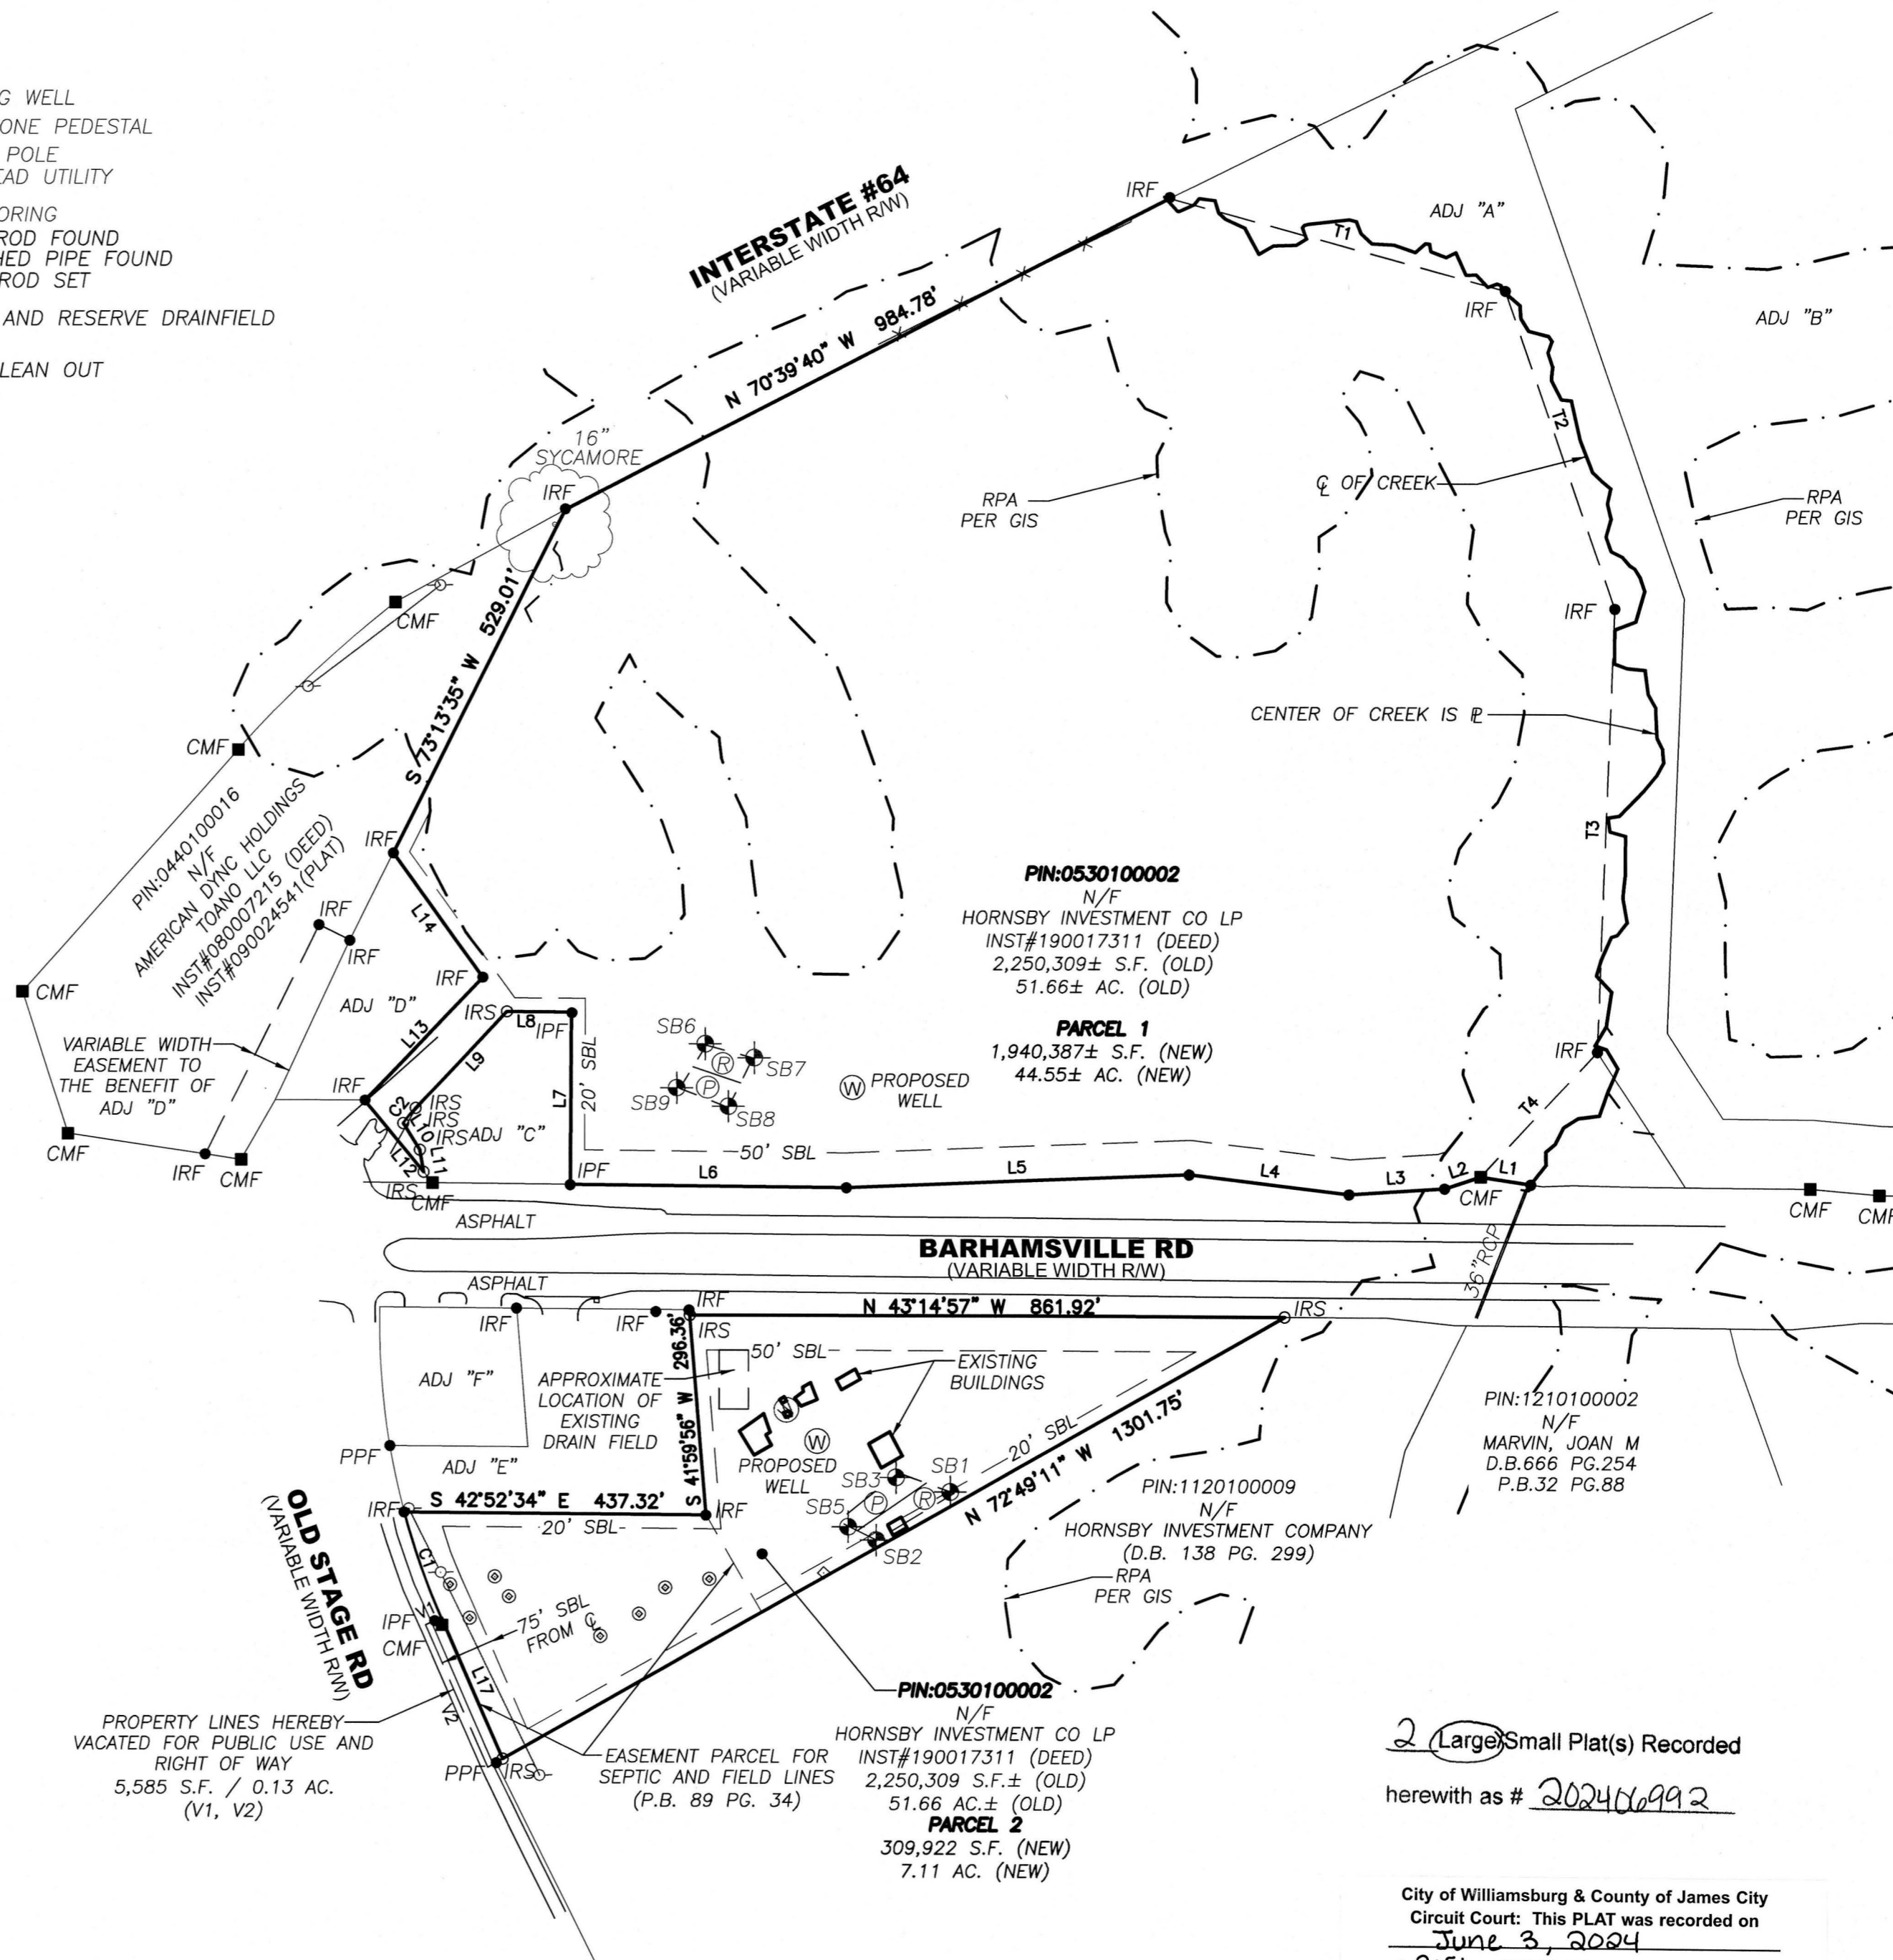 G WELL
ONE PEDESTAL
POLE
EAD UTILITY
ORING
ROD FOUND
HED PIPE FOUND
ROD SET
AND RESERVE DRAINFIELD
LEAN OUT
INTERSTATE #64
(VARIABLE WIDTH R/W)
N 70°39'40" W 984.78'
IRF
ADJ "A"
T1
IRF
ADJ "B"
T2
16"
SYCAMORE
IRF
RPA
PER GIS
℄ OF CREEK
RPA
PER GIS
S 73°13'35" W 529.01'
CMF
IRF
CENTER OF CREEK IS ⅊
CMF
T3
PIN:0440100016
N/F
AMERICAN DYNC HOLDINGS
TOANO LLC
INST#080007215 (DEED)
INST#090024541(PLAT)
IRF
L14
IRF
IRF
IRF
CMF
ADJ "D"
L13
IRS
L8
IPF
L9
L7
20' SBL
VARIABLE WIDTH
EASEMENT TO
THE BENEFIT OF
ADJ "D"
IRF
C2
IRS
IRS
L10
IRS
ADJ "C"
L11
L12
IRS
CMF
CMF
IRF
CMF
SB6
R
SB7
SB9
P
SB8
W
PROPOSED
WELL
PIN:0530100002
N/F
HORNSBY INVESTMENT CO LP
INST#190017311 (DEED)
2,250,309± S.F. (OLD)
51.66± AC. (OLD)
PARCEL 1
1,940,387± S.F. (NEW)
44.55± AC. (NEW)
IRF
T4
50' SBL
IPF
L6
L5
L4
L3
L2
L1
CMF
CMF
CMF
ASPHALT
BARHAMSVILLE RD
(VARIABLE WIDTH R/W)
36"RCP
ASPHALT
IRF
IRF
IRF
IRS
N 43°14'57" W 861.92'
IRS
S 41°59'56" W 296.36'
50' SBL
ADJ "F"
APPROXIMATE
LOCATION OF
EXISTING
DRAIN FIELD
EXISTING
BUILDINGS
W
W
PROPOSED
WELL
20' SBL
N 72°49'11" W 1301.75'
PPF
ADJ "E"
SB3
SB1
SB5
P
R
SB2
PIN:1210100002
N/F
MARVIN, JOAN M
D.B.666 PG.254
P.B.32 PG.88
PIN:1120100009
N/F
HORNSBY INVESTMENT COMPANY
(D.B. 138 PG. 299)
RPA
PER GIS
OLD STAGE RD
(VARIABLE WIDTH R/W)
IRF
S 42°52'34" E 437.32'
IRF
20' SBL
C1
IPF
V1
CMF
75' SBL
FROM ℄
L17
V2
PPF
IRS
PROPERTY LINES HEREBY
VACATED FOR PUBLIC USE AND
RIGHT OF WAY
5,585 S.F. / 0.13 AC.
(V1, V2)
EASEMENT PARCEL FOR
SEPTIC AND FIELD LINES
(P.B. 89 PG. 34)
PIN:0530100002
N/F
HORNSBY INVESTMENT CO LP
INST#190017311 (DEED)
2,250,309 S.F.± (OLD)
51.66 AC.± (OLD)
PARCEL 2
309,922 S.F. (NEW)
7.11 AC. (NEW)
2 Large/Small Plat(s) Recorded
herewith as # 202406992
City of Williamsburg & County of James City
Circuit Court: This PLAT was recorded on
June 3, 2024